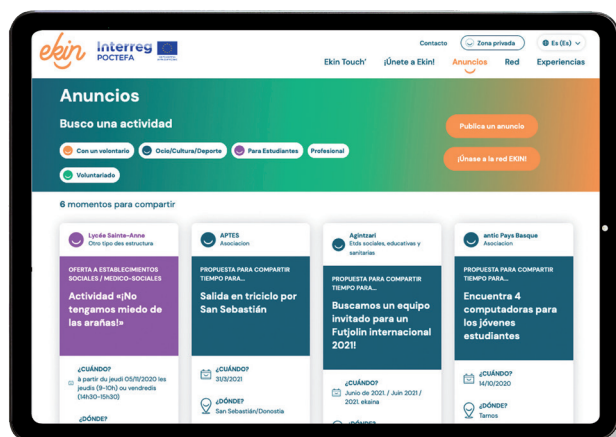 ekin
Interreg
POCTEFA
Contacto
Zona privada
Es (Es)
Ekin Touch'
¡Únete a Ekin!
Anuncios
Red
Experiencias
Anuncios
Busco una actividad
Con un voluntario
Ocio/Cultura/Deporte
Para Estudiantes
Profesional
Voluntariado
Publica un anuncio
¡Únase a la red EKIN!
6 momentos para compartir
Lycée Sainte-Anne
Otro tipo des estructura
OFERTA A ESTABLECIMIENTOS
SOCIALES / MEDICO-SOCIALES
Actividad «¡No
tengamos miedo de
las arañas!»
¿CUÁNDO?
à partir du jeudi 05/11/2020 les
jeudis (9-10h) ou vendredis
(14h30-15h30)
¿DÓNDE?
APTES
Asociacion
PROPUESTA PARA COMPARTIR
TIEMPO PARA...
Salida en triciclo por
San Sebastián
¿CUÁNDO?
31/3/2021
¿DÓNDE?
San Sebastián/Donostia
Agintzari
Etds sociales, educativas y
sanitarias
PROPUESTA PARA COMPARTIR
TIEMPO PARA...
Buscamos un equipo
invitado para un
Futjolin internacional
2021!
¿CUÁNDO?
Junio de 2021. / Juin 2021 /
2021. ekaina
¿DÓNDE?
antic Pays Basque
Asociacion
PROPUESTA PARA COMPARTIR
TIEMPO PARA...
Encuentra 4
computadoras para
los jóvenes
estudiantes
¿CUÁNDO?
14/10/2020
¿DÓNDE?
Tarnos